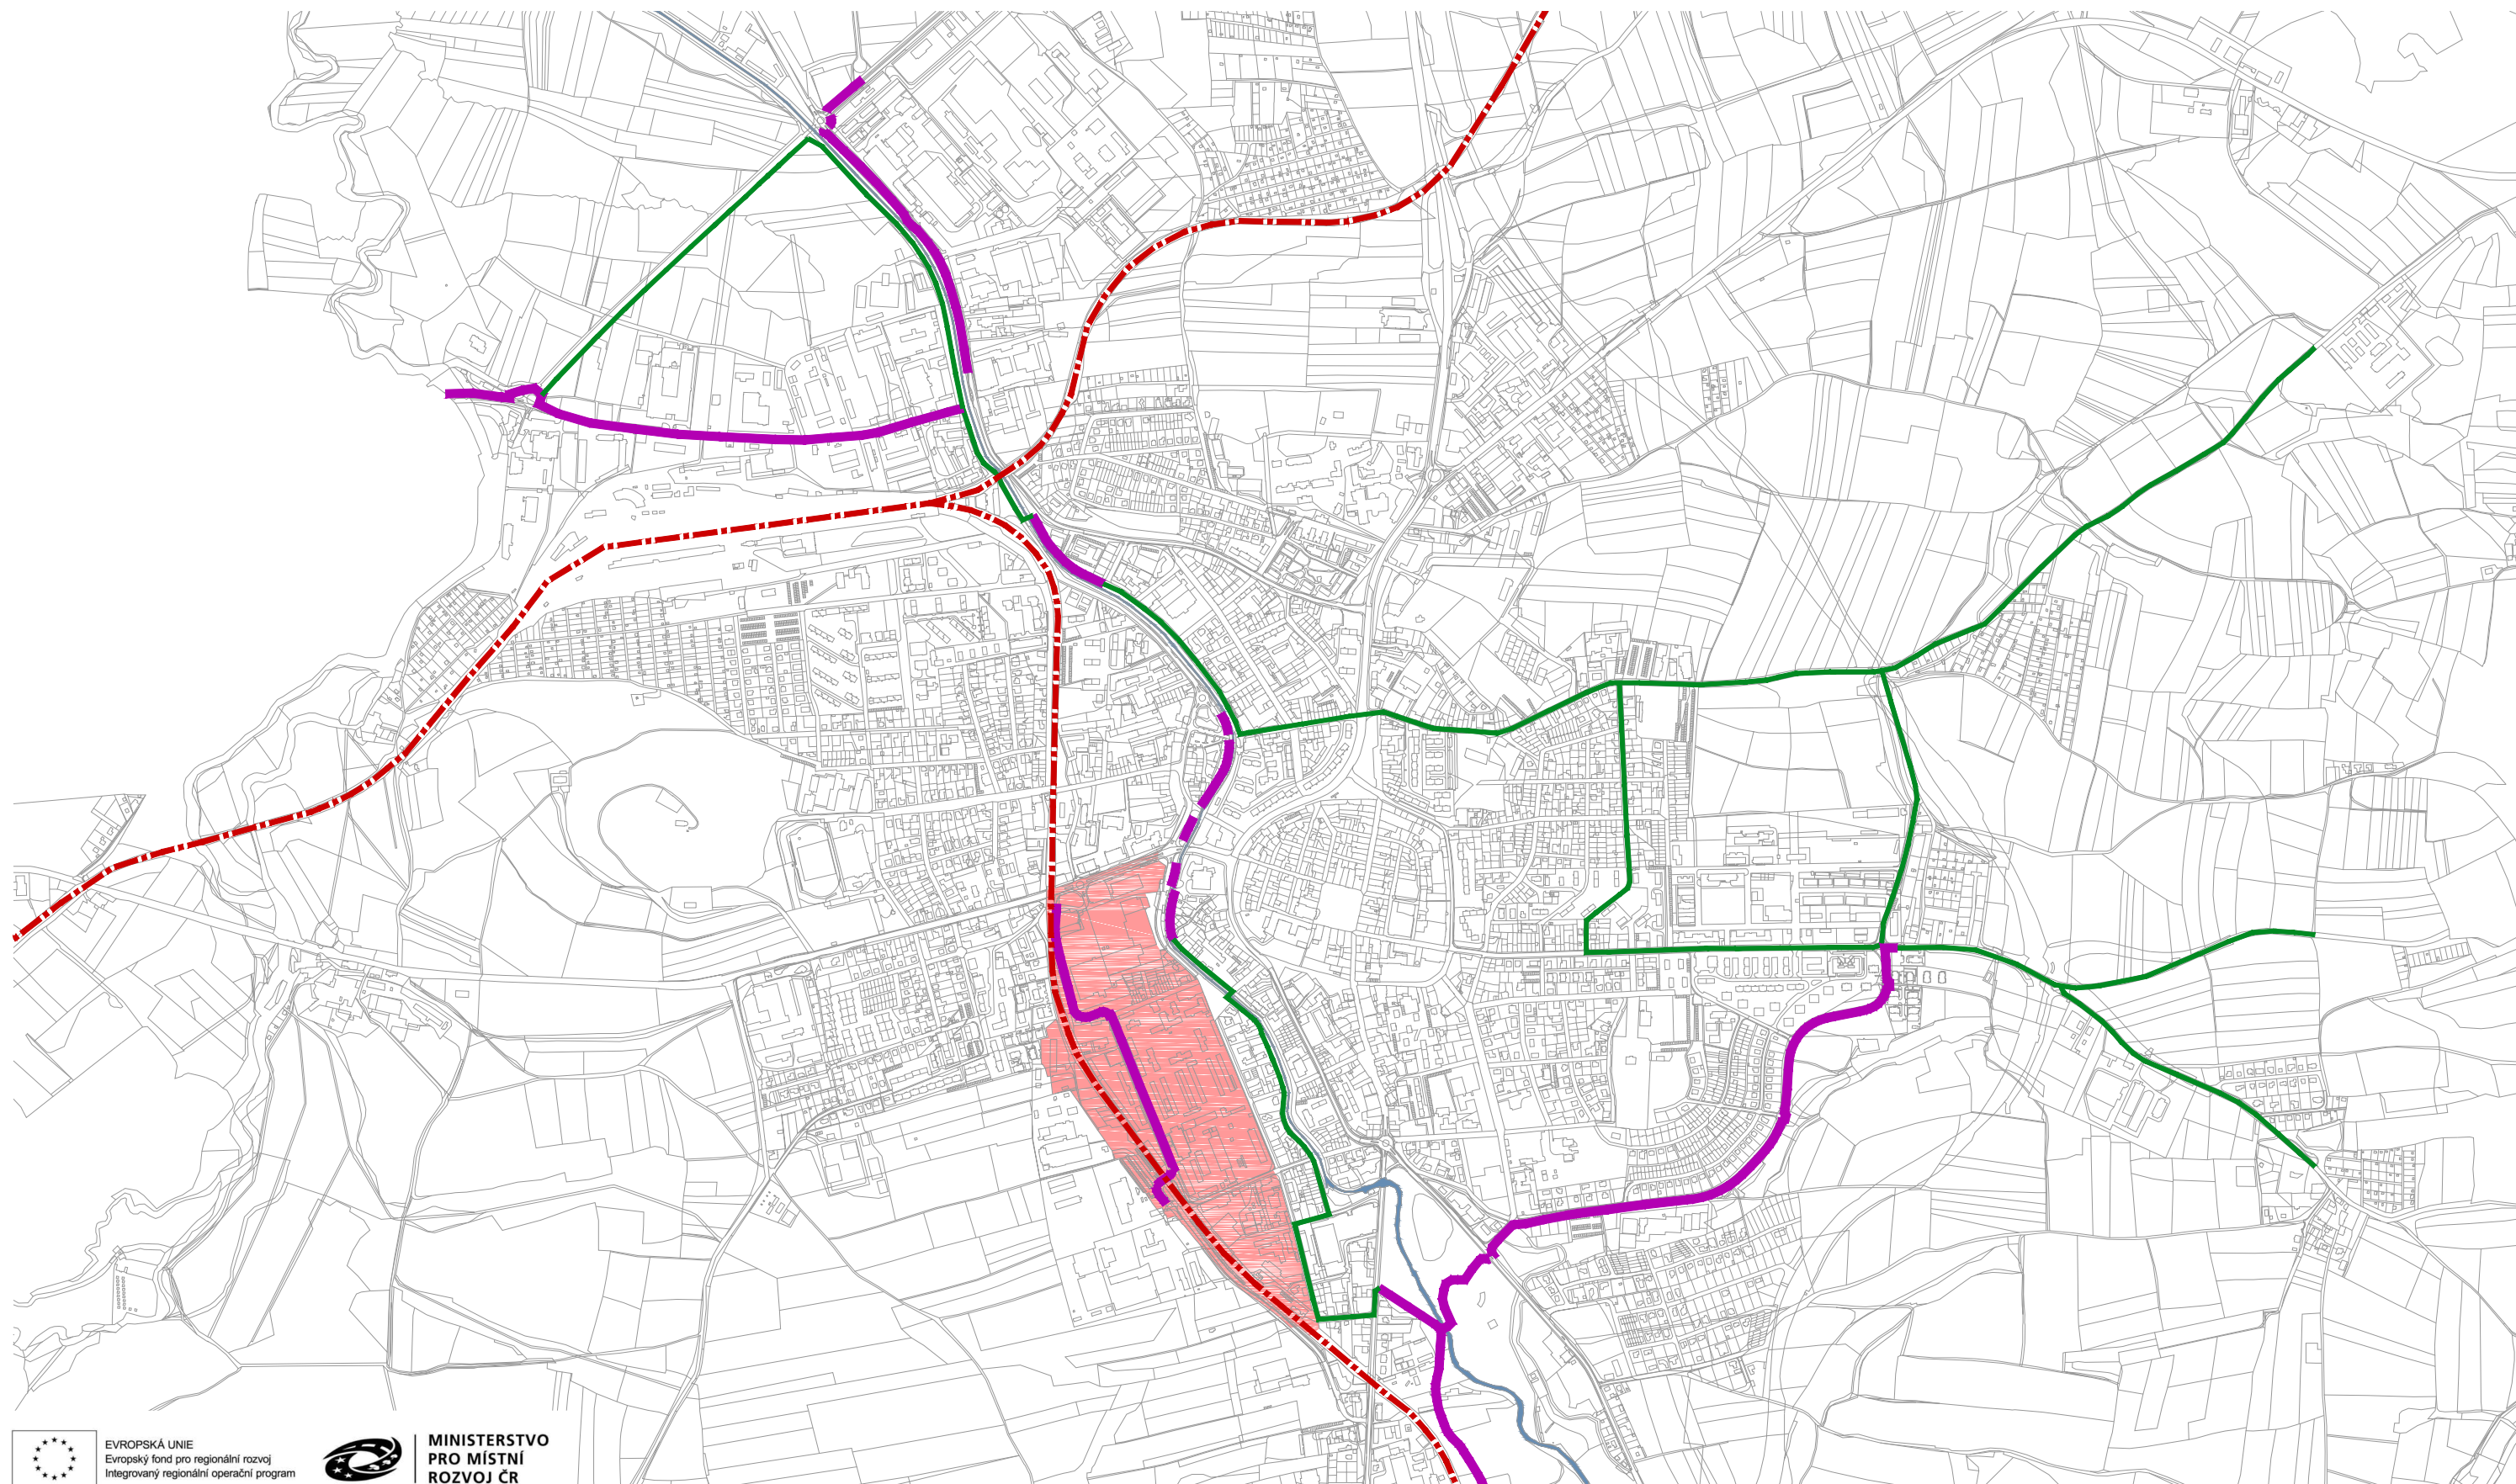 EVROPSKÁ UNIE
Evropský fond pro regionální rozvoj
Integrovaný regionální operační program
MINISTERSTVO
PRO MÍSTNÍ
ROZVOJ ČR